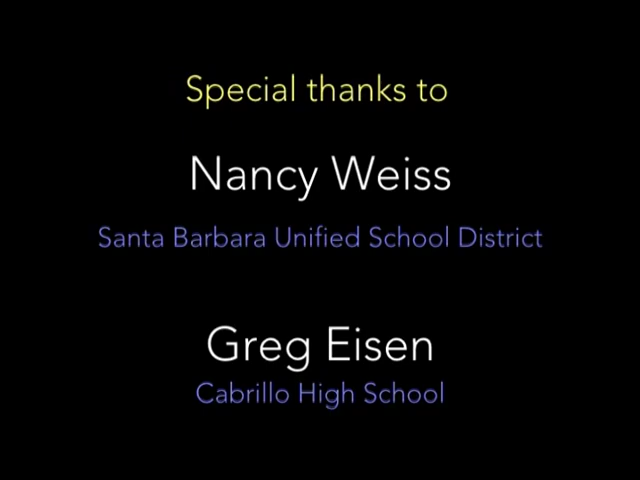 Special thanks to
Nancy Weiss
Santa Barbara Unified School District
Greg Eisen
Cabrillo High School